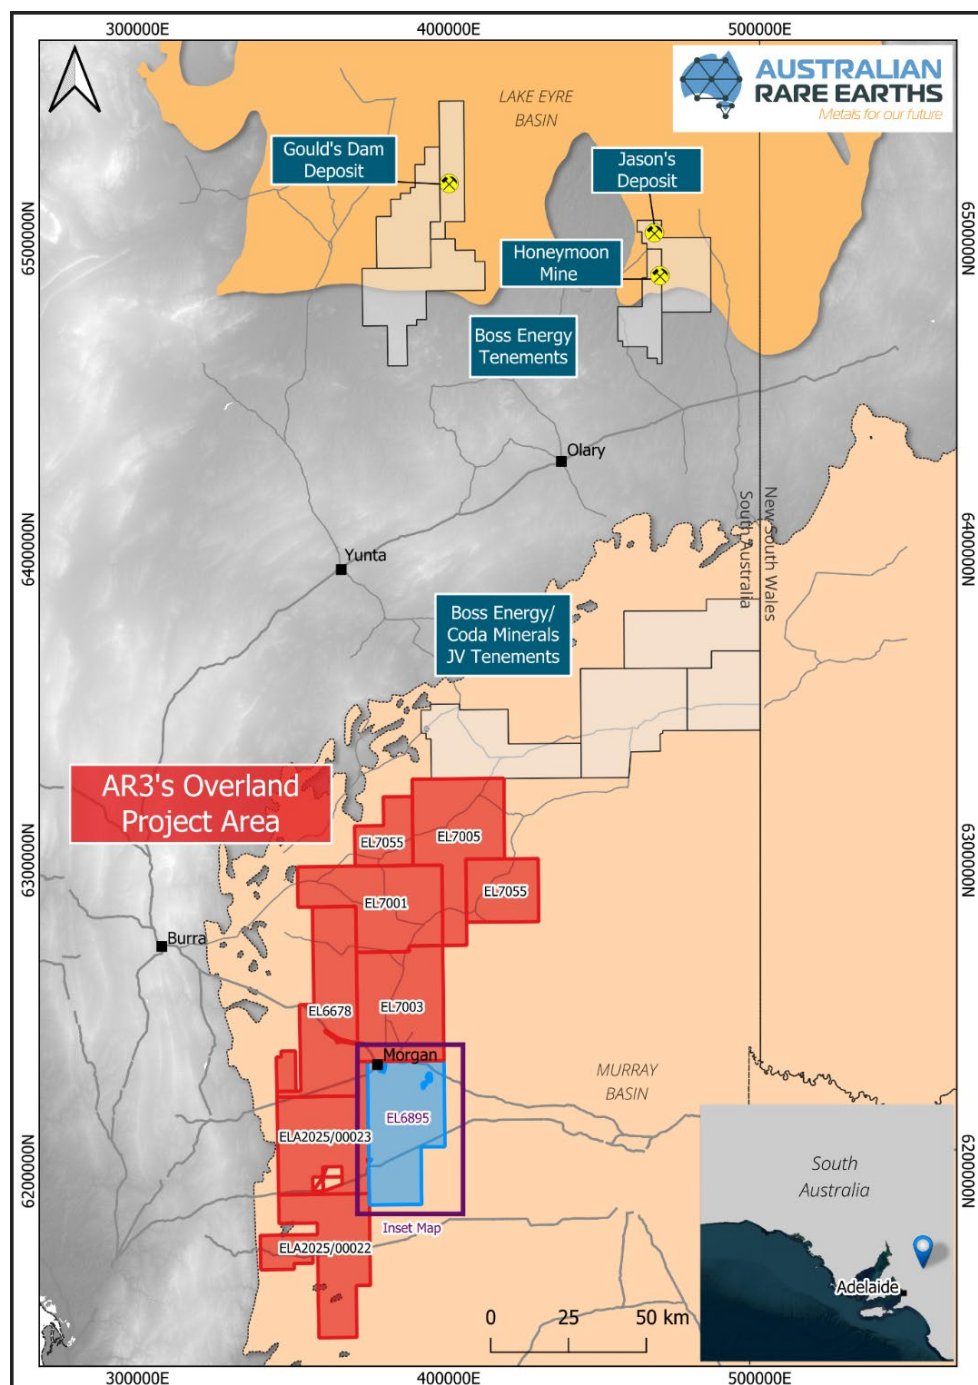 300000E
400000E
500000E
AUSTRALIAN
RARE EARTHS
Metals for our future
LAKE EYRE
BASIN
Gould's Dam
Deposit
Jason's
Deposit
6500000N
6500000N
Honeymoon
Mine
Boss Energy
Tenements
Olary
New South Wales
South Australia
6400000N
6400000N
Yunta
Boss Energy/
Coda Minerals
JV Tenements
AR3's Overland
Project Area
EL7055
EL7005
6300000N
6300000N
EL7055
EL7001
Burra
EL6678
EL7003
Morgan
MURRAY
BASIN
EL6895
ELA2025/00023
6200000N
6200000N
South
Australia
Inset Map
ELA2025/00022
Adelaide
0 25 50 km
300000E
400000E
500000E